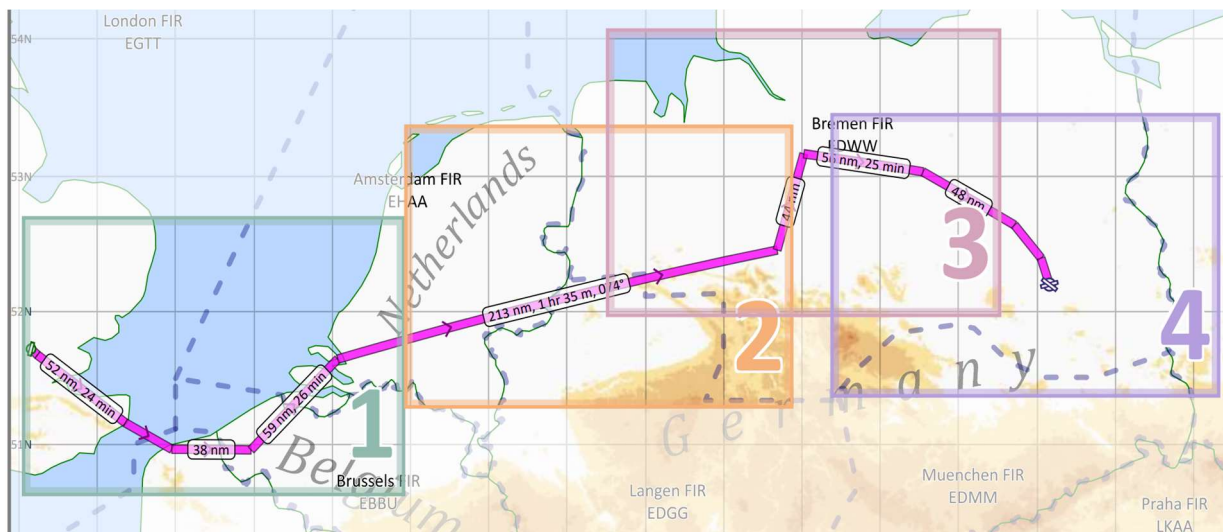 London FIR
EGTT
54N
Bremen FIR
EDWW
56 nm, 25 min
53N
Amsterdam FIR
EHAA
Netherlands
44 nm
48 nm
3
213 nm, 1 hr 35 m, 074°
52N
2
4
52 nm, 24 min
59 nm, 26 min
1
Germany
51N
38 nm
Belgium
Brussels FIR
EBBU
Langen FIR
EDGG
Muenchen FIR
EDMM
Praha FIR
LKAA